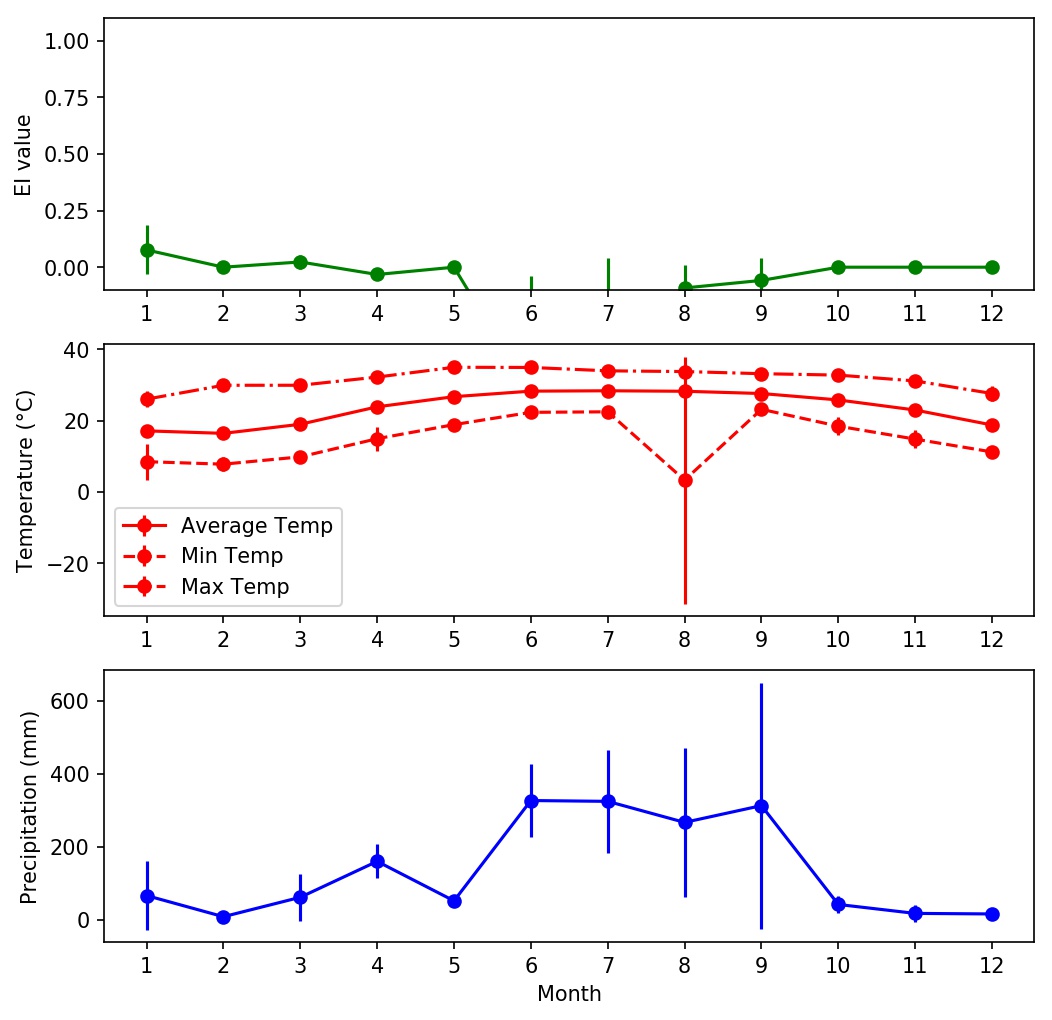 EI value
1.00
0.75
0.50
0.25
0.00
1 2 3 4 5 6 7 8 9 10 11 12
Temperature (°C)
40
20
0
−20
Average Temp
Min Temp
Max Temp
1 2 3 4 5 6 7 8 9 10 11 12
Precipitation (mm)
600
400
200
0
1 2 3 4 5 6 7 8 9 10 11 12
Month